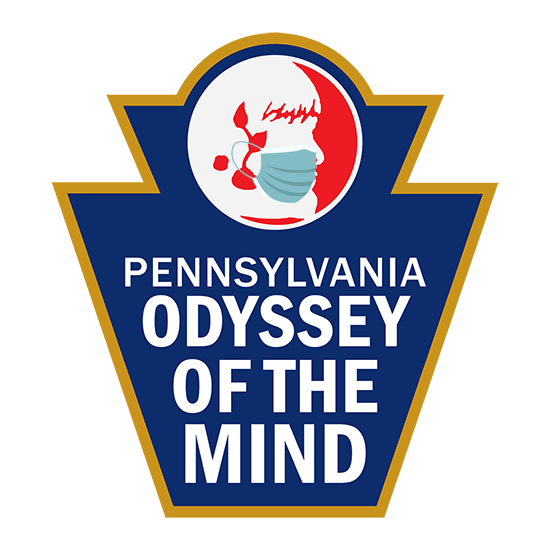 PENNSYLVANIA
ODYSSEY
OF THE
MIND